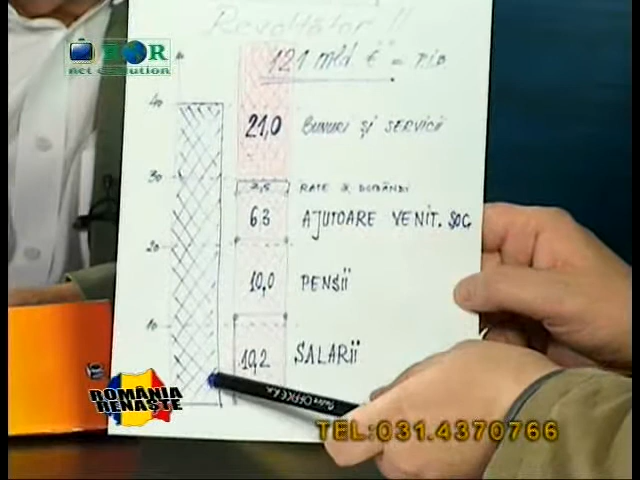 Revoltător !!
121 mld € = P.I.B
40
21,0 BUNURI ȘI SERVICII
30
2,5 RATE & DOBÂNZI
6,3 AJUTOARE VENIT. SOC
20
10,0 PENSII
10
10,2 SALARII
OFFICE
net evolution
ROMÂNIA
RENAȘTE
TEL:031.4370766